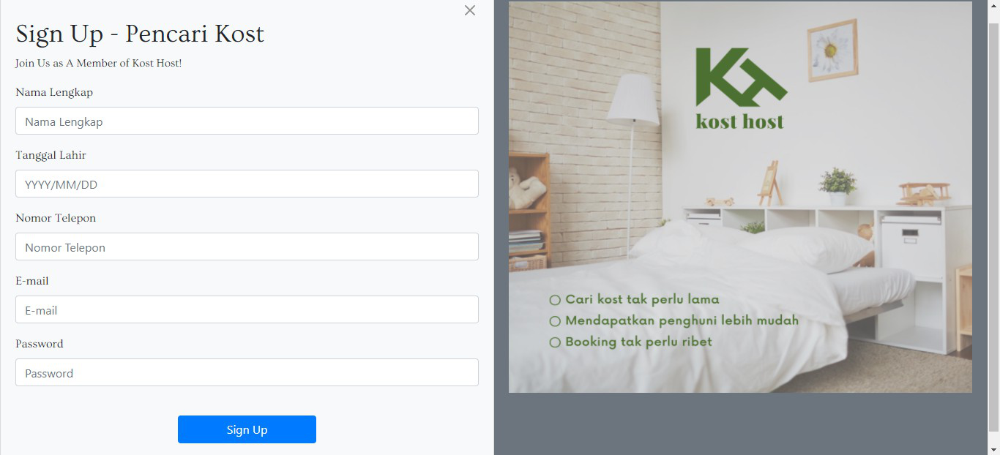 Sign Up - Pencari Kost
Join Us as A Member of Kost Host!
Nama Lengkap
Nama Lengkap
Tanggal Lahir
YYYY/MM/DD
Nomor Telepon
Nomor Telepon
E-mail
E-mail
Password
Password
Sign Up
KH
kost host
Cari kost tak perlu lama
Mendapatkan penghuni lebih mudah
Booking tak perlu ribet